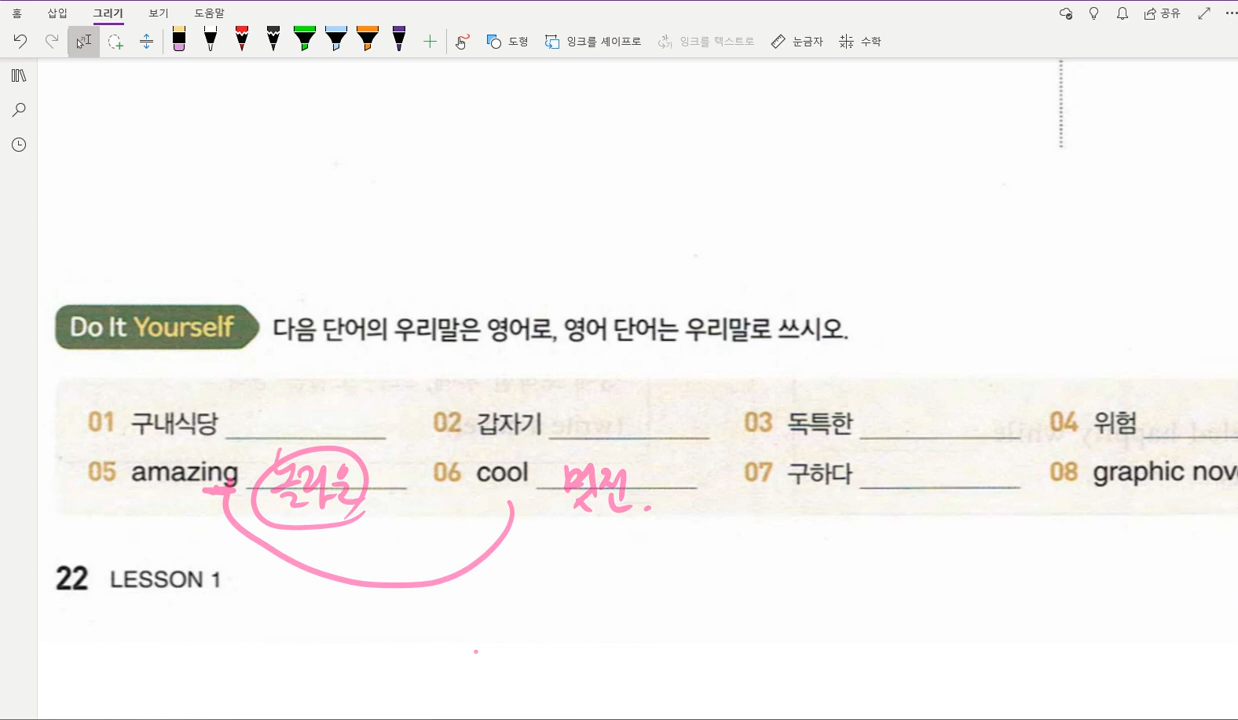 홈 삽입 그리기 보기 도움말 공유
도형 잉크를 셰이프로 잉크를 텍스트로 눈금자 수학
Do It Yourself 다음 단어의 우리말은 영어로, 영어 단어는 우리말로 쓰시오.
01 구내식당 02 갑자기 03 독특한 04 위험
05 amazing 놀라운 06 cool 멋진. 07 구하다 08 graphic nov
22 LESSON 1